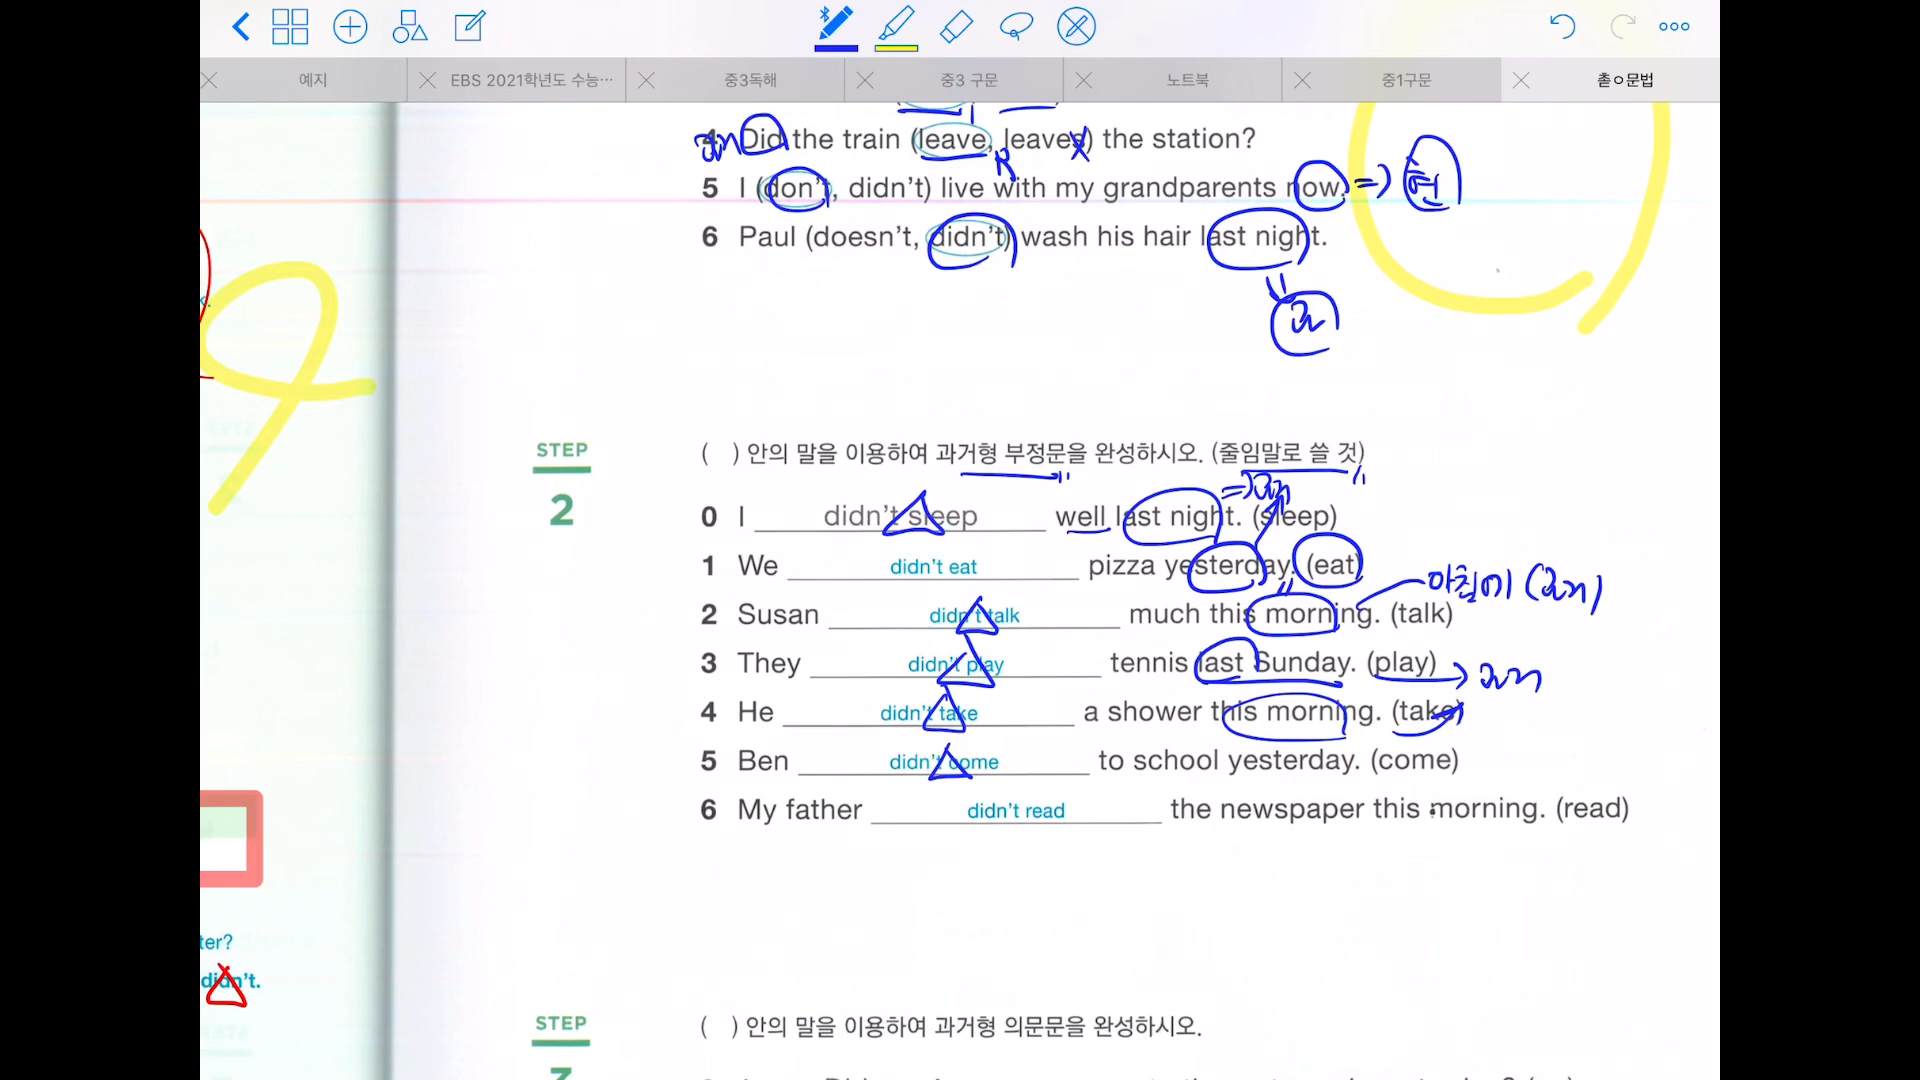 예지
EBS 2021학년도 수능...
중3독해
중3 구문
노트북
중1구문
촏ㅇ문법
4 Did the train (leave, leaves) the station?
5 I (don't, didn't) live with my grandparents now.
6 Paul (doesn't, didn't) wash his hair last night.
STEP
2
( ) 안의 말을 이용하여 과거형 부정문을 완성하시오. (줄임말로 쓸 것)
0 I didn't sleep well last night. (sleep)
1 We didn't eat pizza yesterday. (eat)
아침에
2 Susan didn't talk much this morning. (talk)
3 They didn't play tennis last Sunday. (play)
4 He didn't take a shower this morning. (take)
5 Ben didn't come to school yesterday. (come)
6 My father didn't read the newspaper this morning. (read)
ter?
didn't.
STEP
( ) 안의 말을 이용하여 과거형 의문문을 완성하시오.